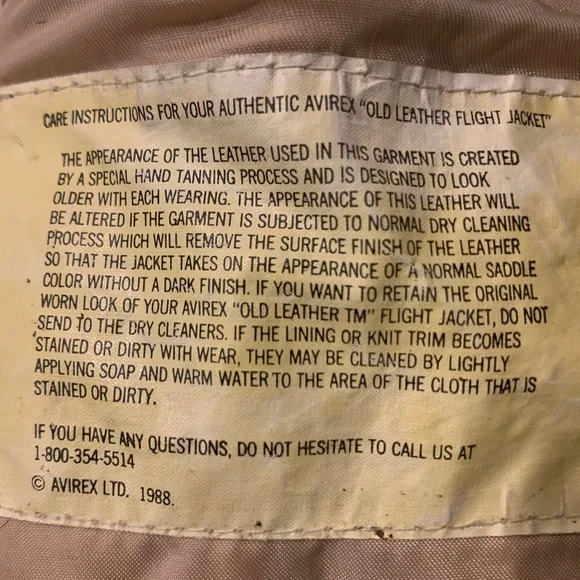 CARE INSTRUCTIONS FOR YOUR AUTHENTIC AVIREX "OLD LEATHER FLIGHT JACKET"
THE APPEARANCE OF THE LEATHER USED IN THIS GARMENT IS CREATED
BY A SPECIAL HAND TANNING PROCESS AND IS DESIGNED TO LOOK
OLDER WITH EACH WEARING. THE APPEARANCE OF THIS LEATHER WILL
BE ALTERED IF THE GARMENT IS SUBJECTED TO NORMAL DRY CLEANING
PROCESS WHICH WILL REMOVE THE SURFACE FINISH OF THE LEATHER
SO THAT THE JACKET TAKES ON THE APPEARANCE OF A NORMAL SADDLE
COLOR WITHOUT A DARK FINISH. IF YOU WANT TO RETAIN THE ORIGINAL
WORN LOOK OF YOUR AVIREX "OLD LEATHER TM" FLIGHT JACKET, DO NOT
SEND TO THE DRY CLEANERS. IF THE LINING OR KNIT TRIM BECOMES
STAINED OR DIRTY WITH WEAR, THEY MAY BE CLEANED BY LIGHTLY
APPLYING SOAP AND WARM WATER TO THE AREA OF THE CLOTH THAT IS
STAINED OR DIRTY.
IF YOU HAVE ANY QUESTIONS, DO NOT HESITATE TO CALL US AT
1-800-354-5514
© AVIREX LTD. 1988.